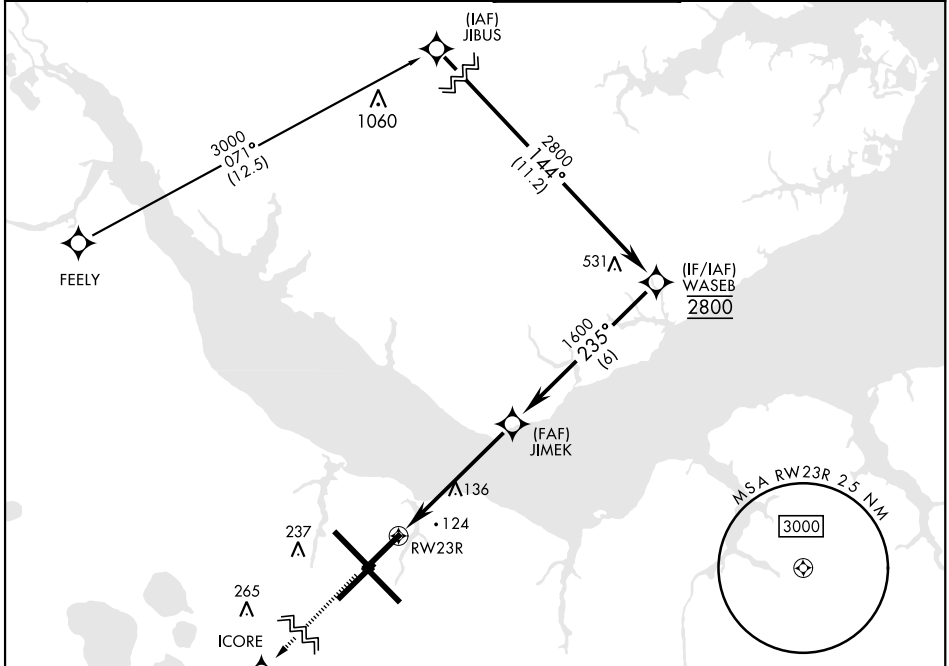 (IAF)
JIBUS
1060
3000
071°
(12.5)
2800
144°
(11.2)
FEELY
531
(IF/IAF)
WASEB
2800
1600
235°
(6)
(FAF)
JIMEK
136
124
RW23R
237
265
ICORE
MSA RW23R 25 NM
3000